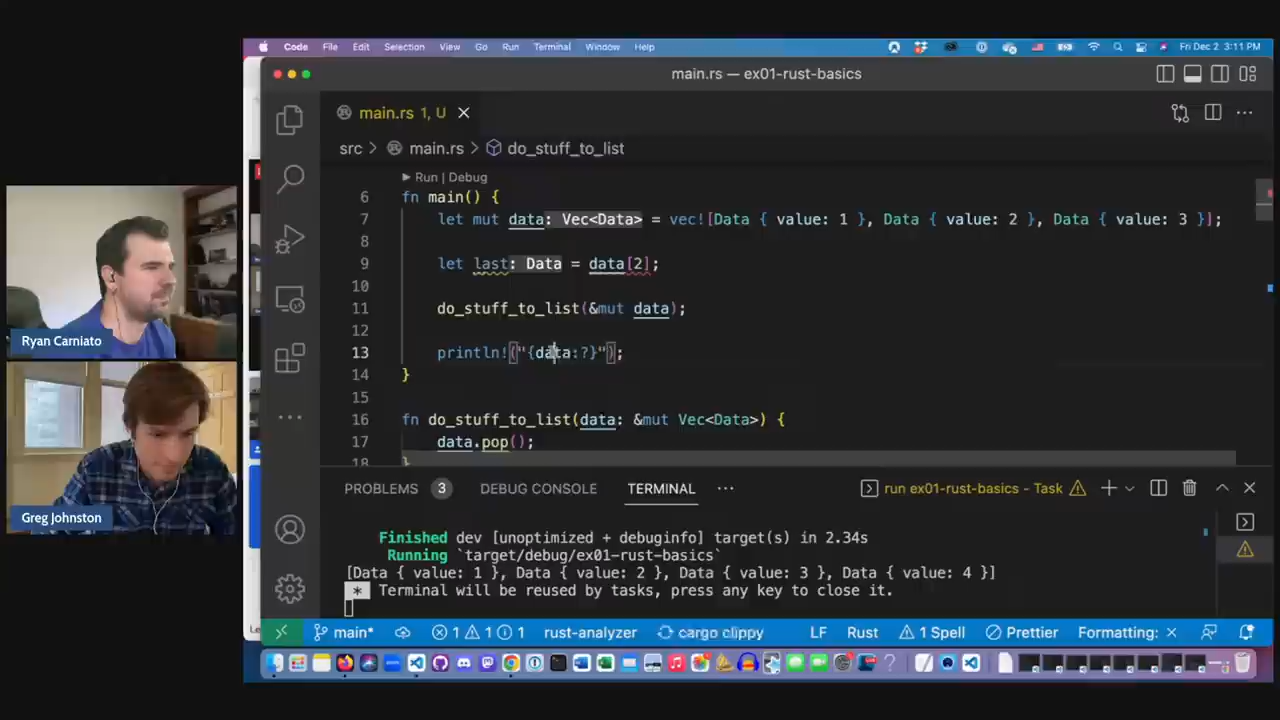 Code File Edit Selection View Go Run Terminal Window Help Fri Dec 2 3:11 PM
main.rs — ex01-rust-basics
main.rs 1, U
src > main.rs > do_stuff_to_list
Run | Debug
6 fn main() {
7 let mut data: Vec<Data> = vec![Data { value: 1 }, Data { value: 2 }, Data { value: 3 }];
8
9 let last: Data = data[2];
10
11 do_stuff_to_list(&mut data);
12
13 println!("{data:?}");
14 }
15
16 fn do_stuff_to_list(data: &mut Vec<Data>) {
17 data.pop();
18 }
PROBLEMS 3 DEBUG CONSOLE TERMINAL ··· run ex01-rust-basics - Task
Finished dev [unoptimized + debuginfo] target(s) in 2.34s
Running `target/debug/ex01-rust-basics`
[Data { value: 1 }, Data { value: 2 }, Data { value: 3 }, Data { value: 4 }]
* Terminal will be reused by tasks, press any key to close it.
main* 1 1 1 rust-analyzer cargo clippy LF Rust 1 Spell Prettier Formatting: ×
Ryan Carniato
Greg Johnston